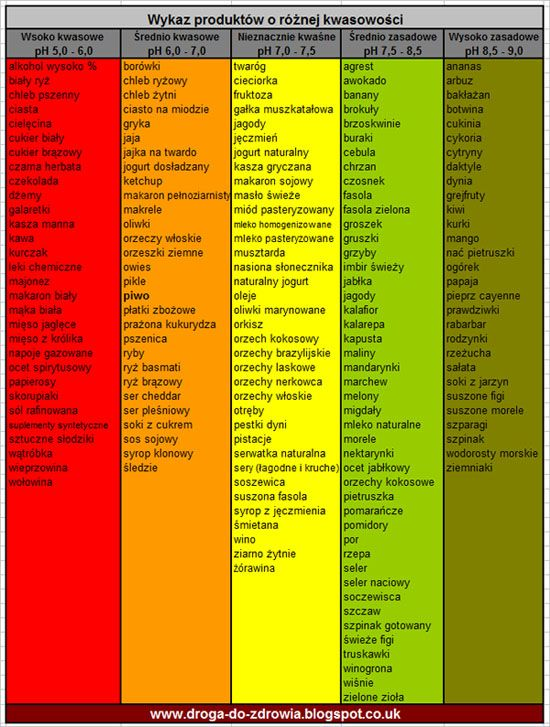 Wykaz produktów o różnej kwasowości
Wsoko kwasowe
pH 5,0 - 6,0
alkohol wysoko %
biały ryż
chleb pszenny
ciasta
cielęcina
cukier biały
cukier brązowy
czarna herbata
czekolada
dżemy
galaretki
kasza manna
kawa
kurczak
leki chemiczne
majonez
makaron biały
mąka biała
mięso jaglęce
mięso z królika
napoje gazowane
ocet spirytusowy
papierosy
skorupiaki
sól rafinowana
suplementy syntetyczne
sztuczne słodziki
wątróbka
wieprzowina
wołowina
Średnio kwasowe
pH 6,0 - 7,0
borówki
chleb ryżowy
chleb żytni
ciasto na miodzie
gryka
jaja
jajka na twardo
jogurt dosładzany
ketchup
makaron pełnoziarnisty
makrele
oliwki
orzeczy włoskie
orzeszki ziemne
owies
pikle
piwo
płatki zbożowe
prażona kukurydza
pszenica
ryby
ryż basmati
ryż brązowy
ser cheddar
ser pleśniowy
soki z cukrem
sos sojowy
syrop klonowy
śledzie
Nieznacznie kwaśne
pH 7,0 - 7,5
twaróg
cieciorka
fruktoza
gałka muszkatałowa
jagody
jęczmień
jogurt naturalny
kasza gryczana
makaron sojowy
masło świeże
miód pasteryzowany
mleko homogenizowane
mleko pasteryzowane
musztarda
nasiona słonecznika
naturalny jogurt
oleje
oliwki marynowane
orkisz
orzech kokosowy
orzechy brazylijskie
orzechy laskowe
orzechy nerkowca
orzechy włoskie
otręby
pestki dyni
pistacje
serwatka naturalna
sery (łagodne i kruche)
soszewica
suszona fasola
syrop z jęczmienia
śmietana
wino
ziarno żytnie
żórawina
Średnio zasadowe
pH 7,5 - 8,5
agrest
awokado
banany
brokuły
brzoskwinie
buraki
cebula
chrzan
czosnek
fasola
fasola zielona
groszek
gruszki
grzyby
imbir świeży
jabłka
jagody
kalafior
kalarepa
kapusta
maliny
mandarynki
marchew
melony
migdały
mleko naturalne
morele
nektarynki
ocet jabłkowy
orzechy kokosowe
pietruszka
pomarańcze
pomidory
por
rzepa
seler
seler naciowy
soczewisca
szczaw
szpinak gotowany
świeże figi
truskawki
winogrona
wiśnie
zielone zioła
Wysoko zasadowe
pH 8,5 - 9,0
ananas
arbuz
bakłażan
botwina
cukinia
cykoria
cytryny
daktyle
dynia
grejfruty
kiwi
kurki
mango
nać pietruszki
ogórek
papaja
pieprz cayenne
prawdziwki
rabarbar
rodzynki
rzeżucha
sałata
soki z jarzyn
suszone figi
suszone morele
szparagi
szpinak
wodorosty morskie
ziemniaki
www.droga-do-zdrowia.blogspot.co.uk